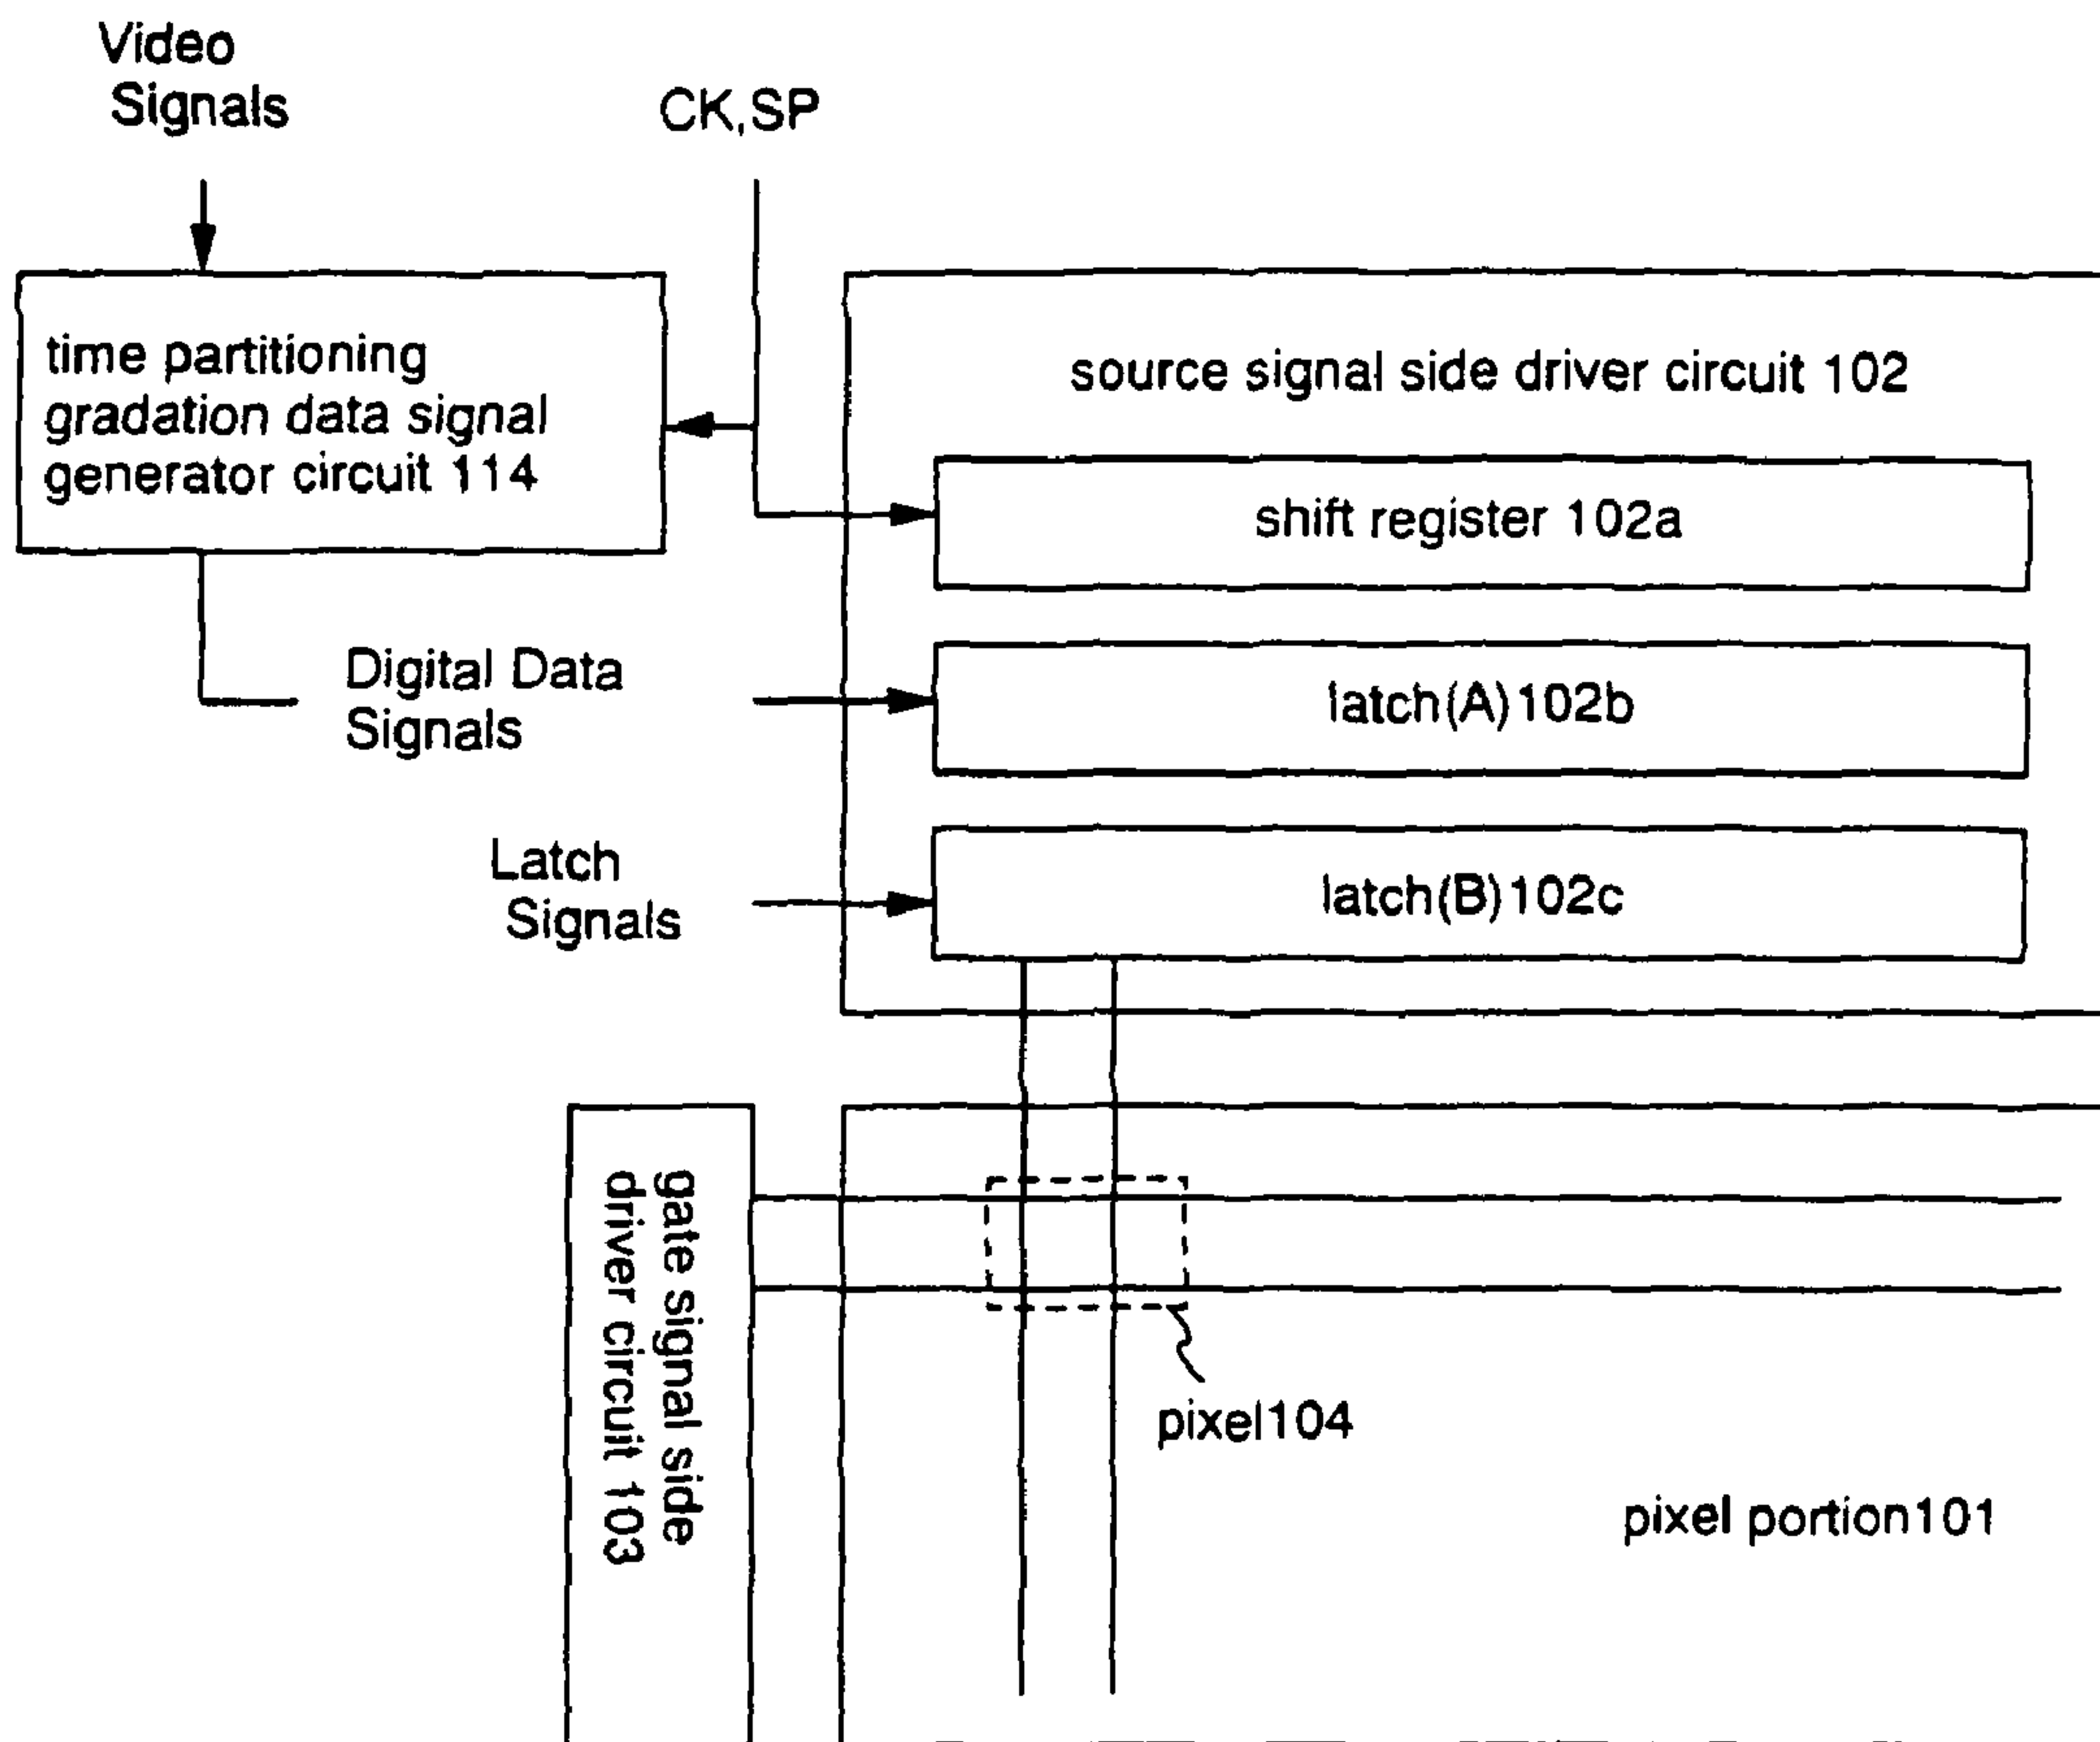 Video
Signals
CK,SP
time partitioning
gradation data signal
generator circuit 114
source signal side driver circuit 102
shift register 102a
Digital Data
Signals
latch(A)102b
Latch
Signals
latch(B)102c
gate signal side
driver circuit 103
pixel104
pixel portion101